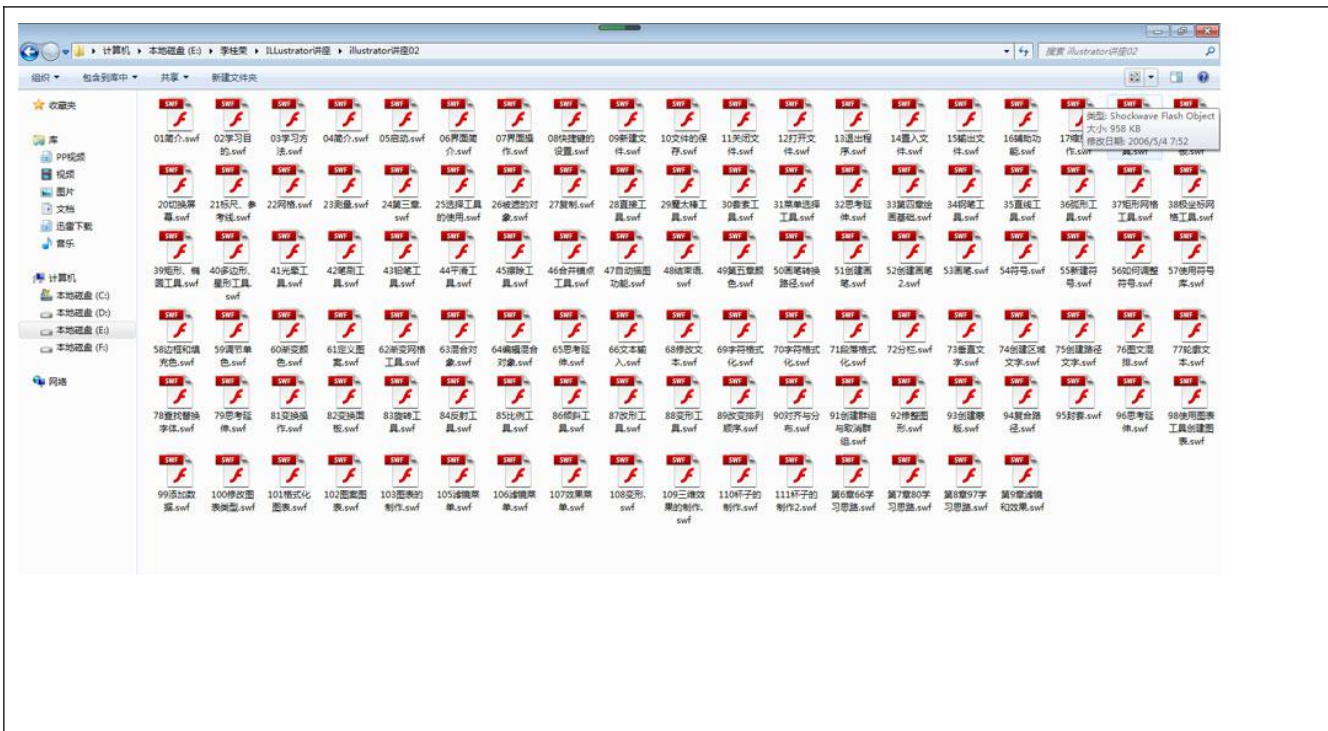 计算机 ▸ 本地磁盘 (E:) ▸ 李桂荣 ▸ ILLustrator讲座 ▸ illustrator讲座02
搜索 illustrator讲座02
组织 包含到库中 共享 新建文件夹
收藏夹
库
PP视频
视频
图片
文档
迅雷下载
音乐
计算机
本地磁盘 (C:)
本地磁盘 (D:)
本地磁盘 (E:)
本地磁盘 (F:)
网络
01简介.swf 02学习目的.swf 03学习方法.swf 04简介.swf 05启动.swf 06界面简介.swf 07界面操作.swf 08快捷键的设置.swf 09新建文件.swf 10文件的保存.swf 11关闭文件.swf 12打开文件.swf 13退出程序.swf 14置入文件.swf 15输出文件.swf 16辅助功能.swf
类型: Shockwave Flash Object
大小: 958 KB
修改日期: 2006/5/4 7:52
20切换屏幕.swf 21标尺、参考线.swf 22网格.swf 23测量.swf 24第三章.swf 25选择工具的使用.swf 26被遮的对象.swf 27复制.swf 28直接工具.swf 29魔太棒工具.swf 30套索工具.swf 31菜单选择工具.swf 32思考延伸.swf 33第四章绘画基础.swf 34钢笔工具.swf 35直线工具.swf 36弧形工具.swf 37矩形网格工具.swf 38极坐标网格工具.swf
39矩形、椭圆工具.swf 40多边形、星形工具.swf 41光晕工具.swf 42笔刷工具.swf 43铅笔工具.swf 44平滑工具.swf 45擦除工具.swf 46合并锚点工具.swf 47自动描图功能.swf 48结束语.swf 49第五章颜色.swf 50画笔转换路径.swf 51创建画笔.swf 52创建画笔2.swf 53画笔.swf 54符号.swf 55新建符号.swf 56如何调整符号.swf 57使用符号库.swf
58边框和填充色.swf 59调节单色.swf 60渐变颜色.swf 61定义图案.swf 62渐变网格工具.swf 63混合对象.swf 64编辑混合对象.swf 65思考延伸.swf 66文本输入.swf 68修改文本.swf 69字符格式化.swf 70字符格式化.swf 71段落格式化.swf 72分栏.swf 73垂直文字.swf 74创建区域文字.swf 75创建路径文字.swf 76图文混排.swf 77轮廓文本.swf
78查找替换字体.swf 79思考延伸.swf 81变换操作.swf 82变换面板.swf 83旋转工具.swf 84反射工具.swf 85比例工具.swf 86倾斜工具.swf 87改形工具.swf 88变形工具.swf 89改变排列顺序.swf 90对齐与分布.swf 91创建群组与取消群组.swf 92修整图形.swf 93创建蒙版.swf 94复合路径.swf 95封套.swf 96思考延伸.swf 98使用图表工具创建图表.swf
99添加数据.swf 100修改图表类型.swf 101格式化图表.swf 102图案图表.swf 103图表的制作.swf 105滤镜菜单.swf 106滤镜菜单.swf 107效果菜单.swf 108变形.swf 109三维效果的制作.swf 110杯子的制作.swf 111杯子的制作2.swf 第6章66学习思路.swf 第7章80学习思路.swf 第8章97学习思路.swf 第9章滤镜和效果.swf